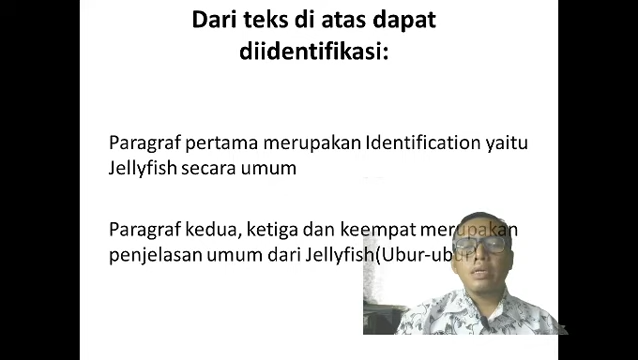 Dari teks di atas dapat
diidentifikasi:
Paragraf pertama merupakan Identification yaitu
Jellyfish secara umum
Paragraf kedua, ketiga dan keempat merupakan
penjelasan umum dari Jellyfish(Ubur-ubur)